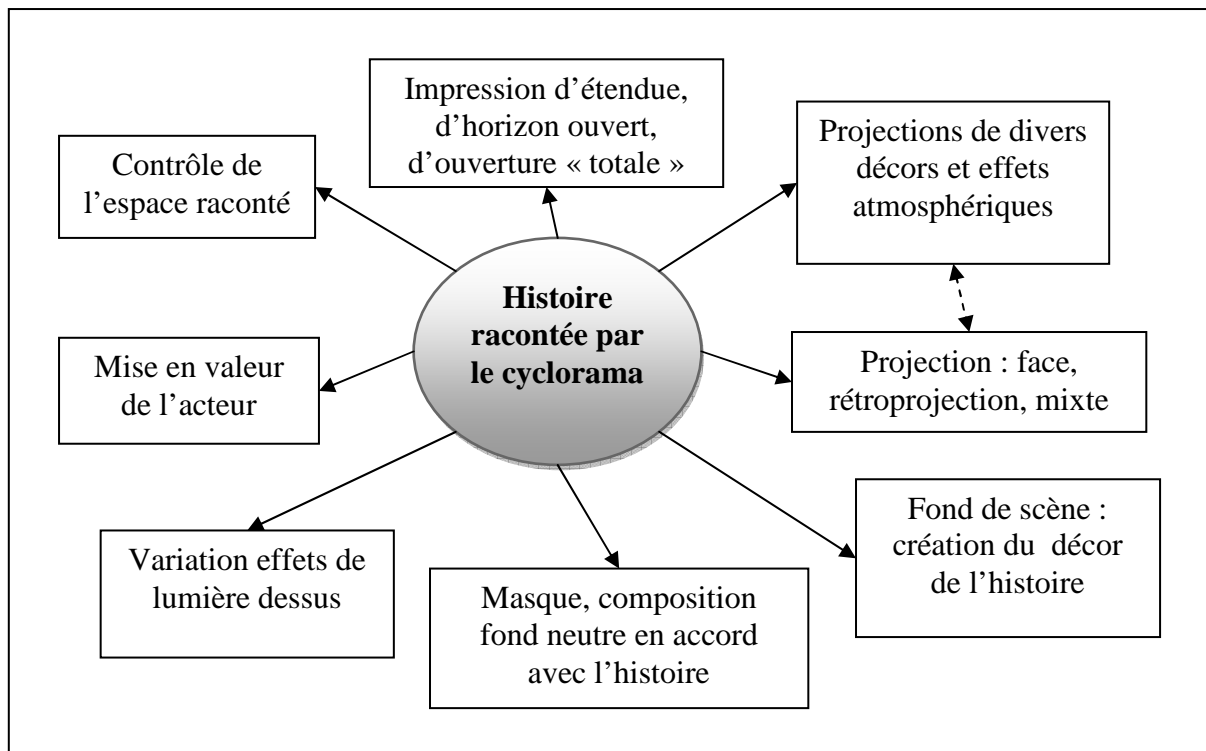 Impression d’étendue,
d’horizon ouvert,
d’ouverture « totale »
Projections de divers
décors et effets
atmosphériques
Contrôle de
l’espace raconté
Histoire
racontée par
le cyclorama
Mise en valeur
de l’acteur
Projection : face,
rétroprojection, mixte
Variation effets de
lumière dessus
Masque, composition
fond neutre en accord
avec l’histoire
Fond de scène :
création du  décor
de l’histoire